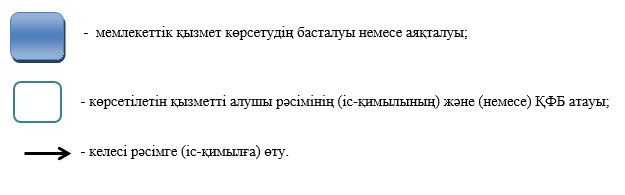 - мемлекеттік қызмет көрсетудің басталуы немесе аяқталуы;
- көрсетілетін қызметті алушы рәсімінің (іс-қимылының) және (немесе) ҚФБ атауы;
- келесі рәсімге (іс-қимылға) өту.